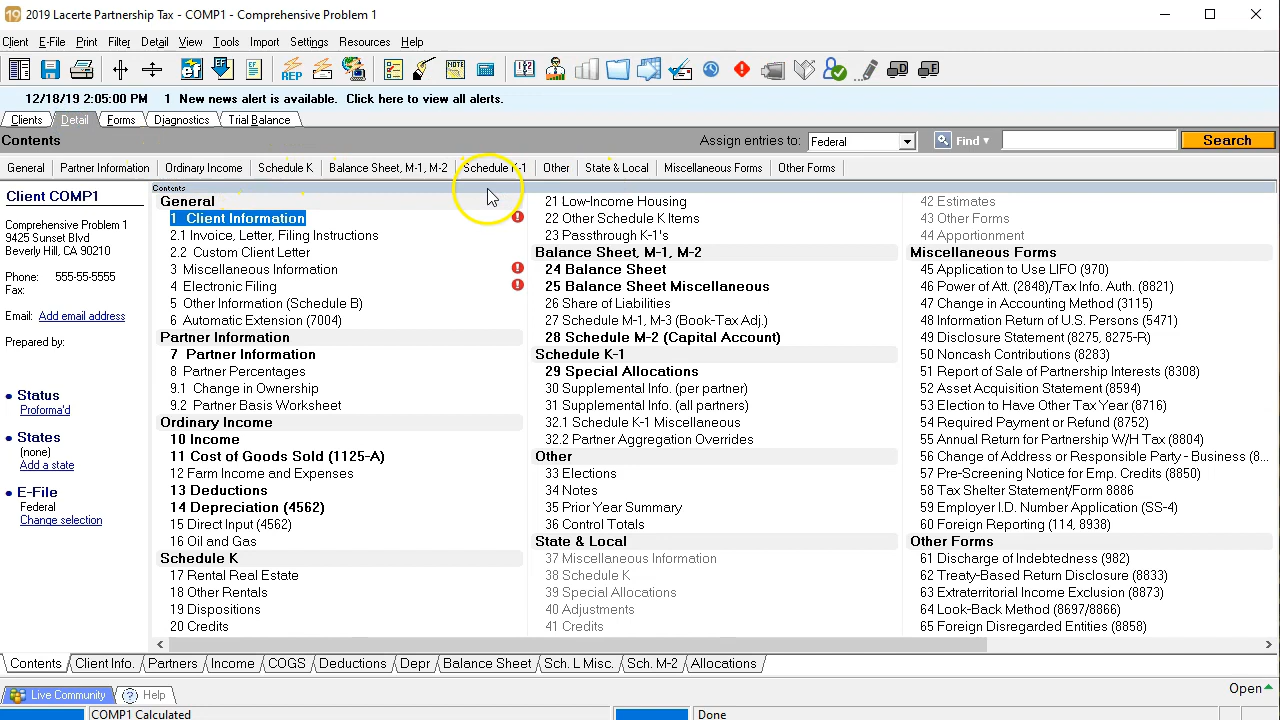 19 2019 Lacerte Partnership Tax - COMP1 - Comprehensive Problem 1
Client E-File Print Filter Detail View Tools Import Settings Resources Help
REP
12/18/19 2:05:00 PM 1 New news alert is available. Click here to view all alerts.
Clients Detail Forms Diagnostics Trial Balance
Contents Assign entries to: Federal Find Search
General Partner Information Ordinary Income Schedule K Balance Sheet, M-1, M-2 Schedule K-1 Other State & Local Miscellaneous Forms Other Forms
Client COMP1
Comprehensive Problem 1
9425 Sunset Blvd
Beverly Hill, CA 90210
Phone: 555-55-5555
Fax:
Email: Add email address
Prepared by:
• Status
Proforma'd
• States
(none)
Add a state
• E-File
Federal
Change selection
Contents
General
1 Client Information
2.1 Invoice, Letter, Filing Instructions
2.2 Custom Client Letter
3 Miscellaneous Information
4 Electronic Filing
5 Other Information (Schedule B)
6 Automatic Extension (7004)
Partner Information
7 Partner Information
8 Partner Percentages
9.1 Change in Ownership
9.2 Partner Basis Worksheet
Ordinary Income
10 Income
11 Cost of Goods Sold (1125-A)
12 Farm Income and Expenses
13 Deductions
14 Depreciation (4562)
15 Direct Input (4562)
16 Oil and Gas
Schedule K
17 Rental Real Estate
18 Other Rentals
19 Dispositions
20 Credits
21 Low-Income Housing
22 Other Schedule K Items
23 Passthrough K-1's
Balance Sheet, M-1, M-2
24 Balance Sheet
25 Balance Sheet Miscellaneous
26 Share of Liabilities
27 Schedule M-1, M-3 (Book-Tax Adj.)
28 Schedule M-2 (Capital Account)
Schedule K-1
29 Special Allocations
30 Supplemental Info. (per partner)
31 Supplemental Info. (all partners)
32.1 Schedule K-1 Miscellaneous
32.2 Partner Aggregation Overrides
Other
33 Elections
34 Notes
35 Prior Year Summary
36 Control Totals
State & Local
37 Miscellaneous Information
38 Schedule K
39 Special Allocations
40 Adjustments
41 Credits
42 Estimates
43 Other Forms
44 Apportionment
Miscellaneous Forms
45 Application to Use LIFO (970)
46 Power of Att. (2848)/Tax Info. Auth. (8821)
47 Change in Accounting Method (3115)
48 Information Return of U.S. Persons (5471)
49 Disclosure Statement (8275, 8275-R)
50 Noncash Contributions (8283)
51 Report of Sale of Partnership Interests (8308)
52 Asset Acquisition Statement (8594)
53 Election to Have Other Tax Year (8716)
54 Required Payment or Refund (8752)
55 Annual Return for Partnership W/H Tax (8804)
56 Change of Address or Responsible Party - Business (8...
57 Pre-Screening Notice for Emp. Credits (8850)
58 Tax Shelter Statement/Form 8886
59 Employer I.D. Number Application (SS-4)
60 Foreign Reporting (114, 8938)
Other Forms
61 Discharge of Indebtedness (982)
62 Treaty-Based Return Disclosure (8833)
63 Extraterritorial Income Exclusion (8873)
64 Look-Back Method (8697/8866)
65 Foreign Disregarded Entities (8858)
Contents Client Info. Partners Income COGS Deductions Depr Balance Sheet Sch. L Misc. Sch. M-2 Allocations
Live Community Help Open
COMP1 Calculated Done